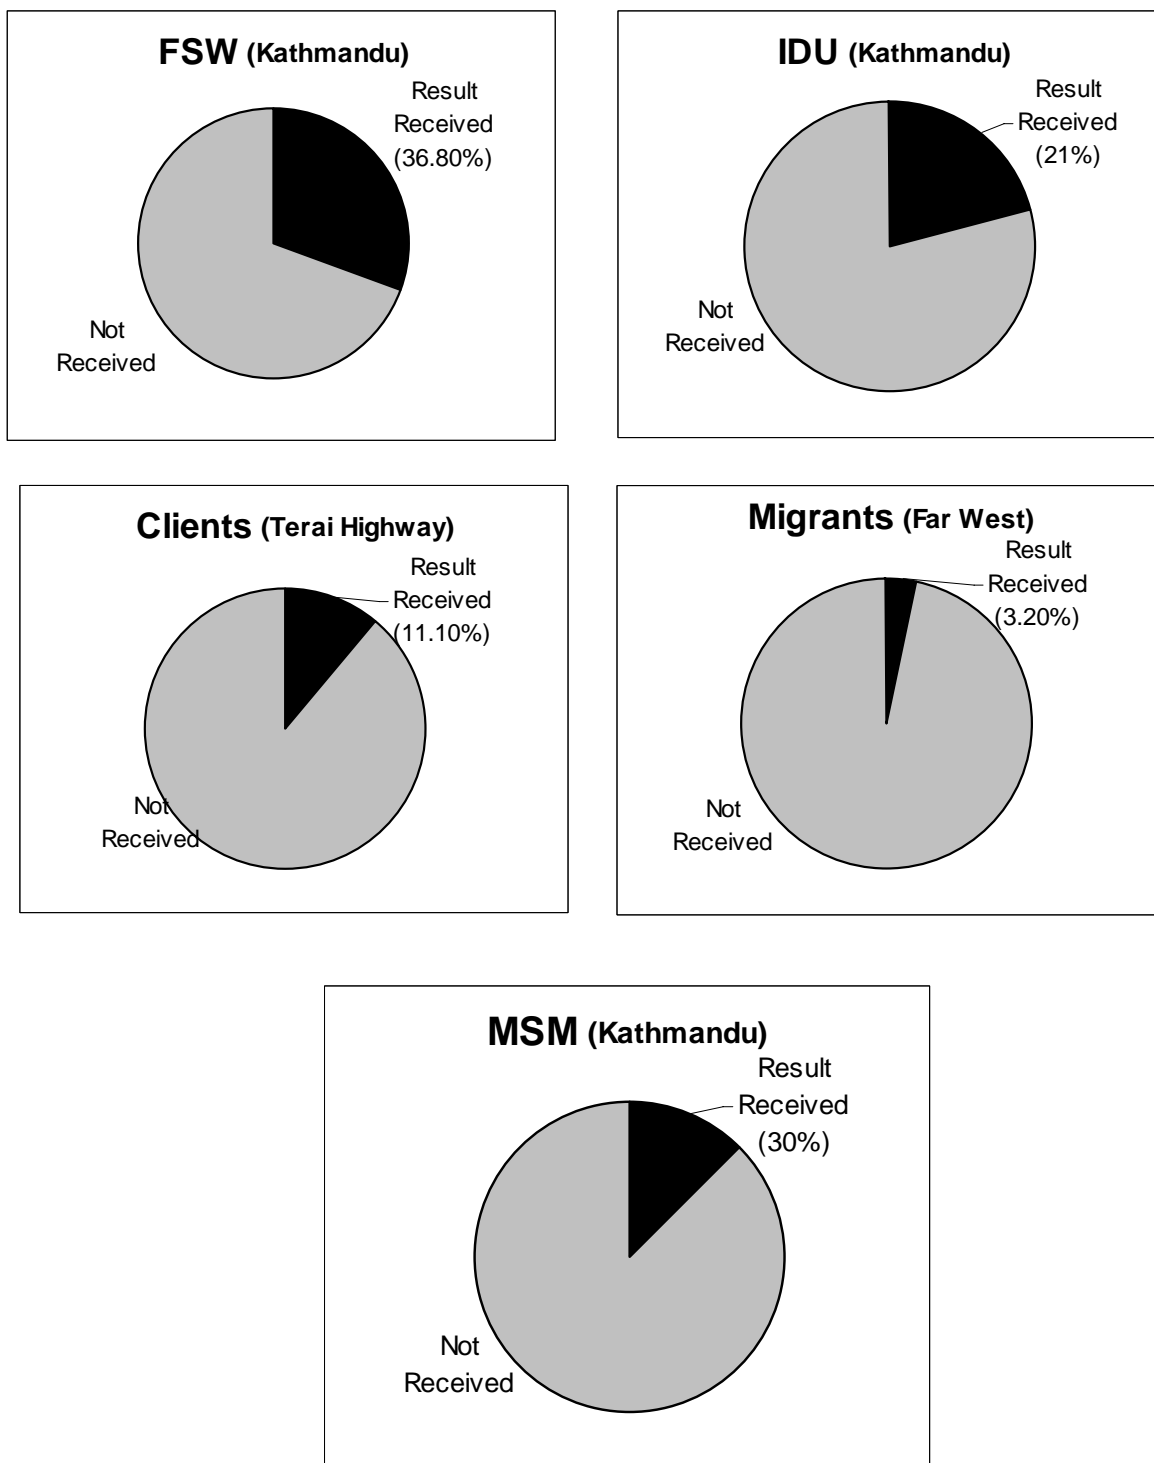 FSW (Kathmandu)
Result
Received
(36.80%)
Not
Received
IDU (Kathmandu)
Result
Received
(21%)
Not
Received
Clients (Terai Highway)
Result
Received
(11.10%)
Not
Received
Migrants (Far West)
Result
Received
(3.20%)
Not
Received
MSM (Kathmandu)
Result
Received
(30%)
Not
Received